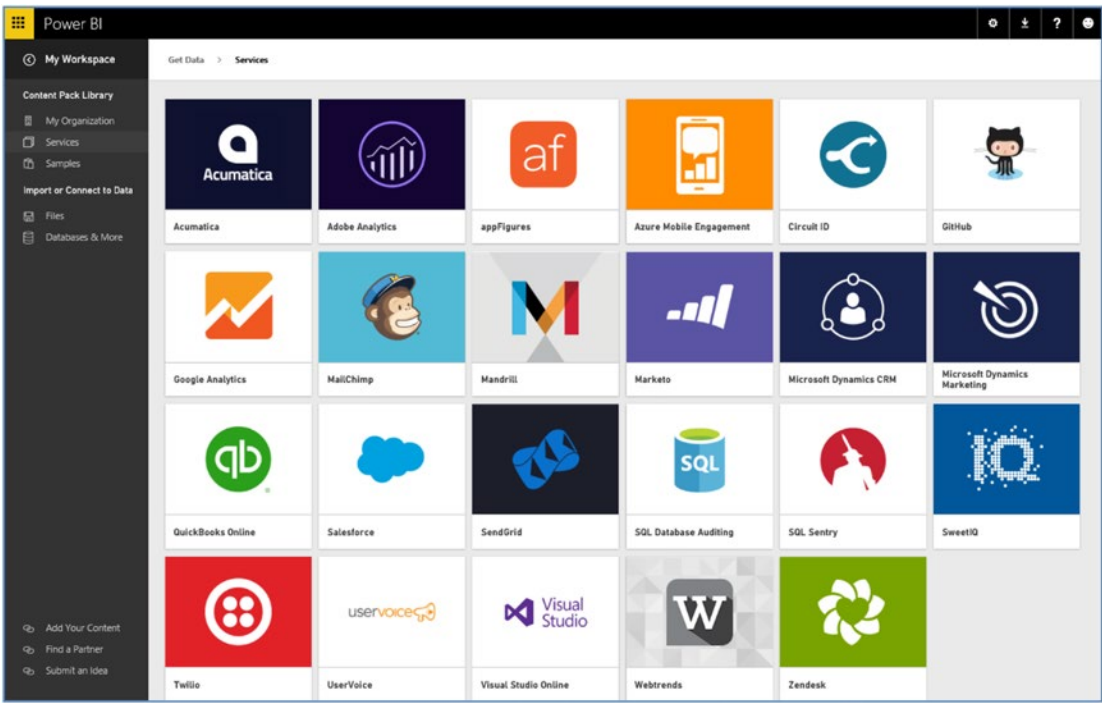 Power BI
?
My Workspace
Get Data > Services
Content Pack Library
My Organization
Services
Samples
Import or Connect to Data
Files
Databases & More
Acumatica
af
Acumatica
Adobe Analytics
appFigures
Azure Mobile Engagement
Circuit ID
GitHub
M
Google Analytics
MailChimp
Mandrill
Marketo
Microsoft Dynamics CRM
Microsoft Dynamics
Marketing
qb
SQL
IQ
QuickBooks Online
Salesforce
SendGrid
SQL Database Auditing
SQL Sentry
SweetIQ
uservoice
Visual
Studio
W
Twilio
UserVoice
Visual Studio Online
Webtrends
Zendesk
Add Your Content
Find a Partner
Submit an Idea